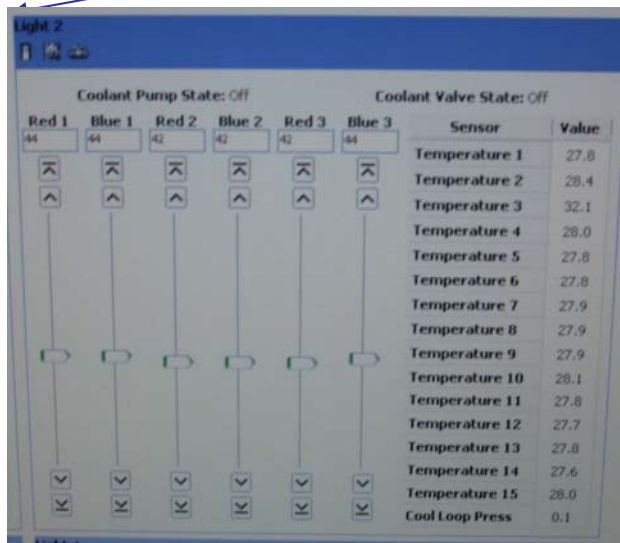 Light 2
Coolant Pump State: Off Coolant Valve State: Off
Red 1 Blue 1 Red 2 Blue 2 Red 3 Blue 3 Sensor Value
44 44 42 42 42 44
Temperature 1 27.8
Temperature 2 28.4
Temperature 3 32.1
Temperature 4 28.0
Temperature 5 27.8
Temperature 6 27.8
Temperature 7 27.9
Temperature 8 27.9
Temperature 9 27.9
Temperature 10 28.1
Temperature 11 27.8
Temperature 12 27.7
Temperature 13 27.8
Temperature 14 27.6
Temperature 15 28.0
Cool Loop Press 0.1